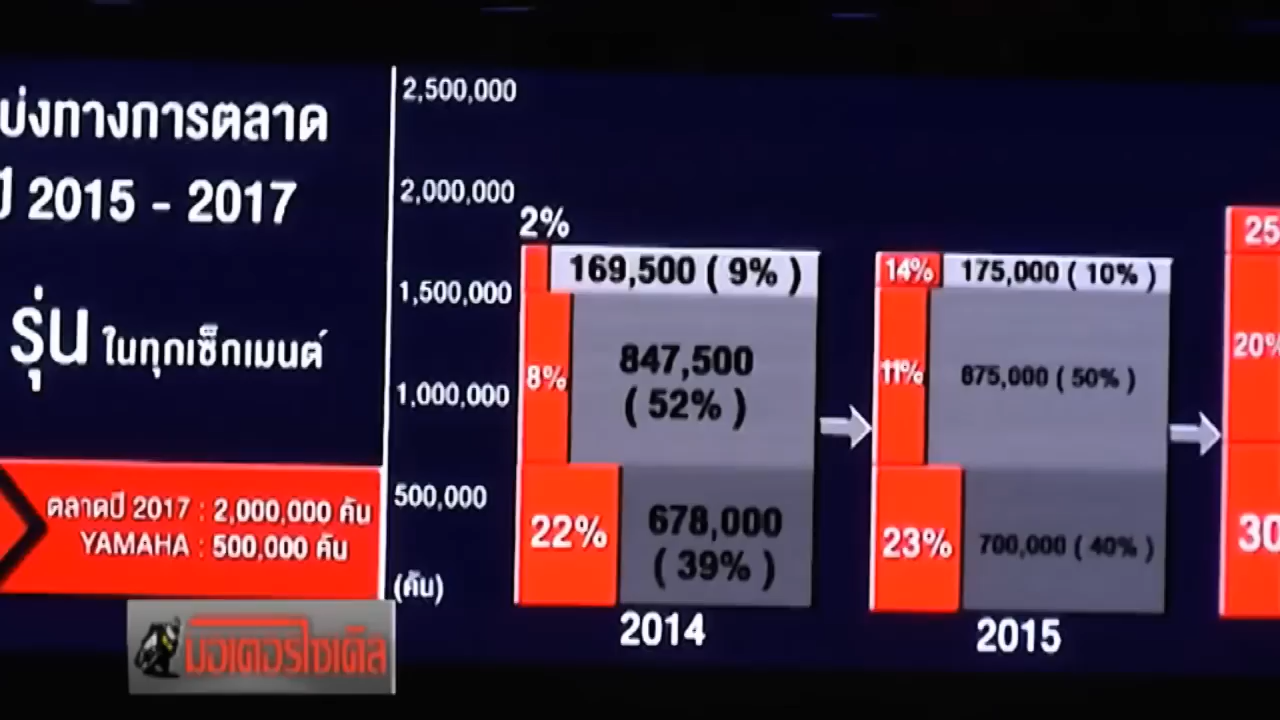 บ่งทางการตลาด
ปี 2015 - 2017
รุ่น ในทุกเซ็กเมนต์
ตลาดปี 2017 : 2,000,000 คัน
YAMAHA : 500,000 คัน
มอเตอร์ไซเคิล
2,500,000
2,000,000
1,500,000
1,000,000
500,000
(คัน)
2%
169,500 ( 9% )
8%
847,500
( 52% )
22%
678,000
( 39% )
2014
14%
175,000 ( 10% )
11%
875,000 ( 50% )
23%
700,000 ( 40% )
2015
25
20%
30